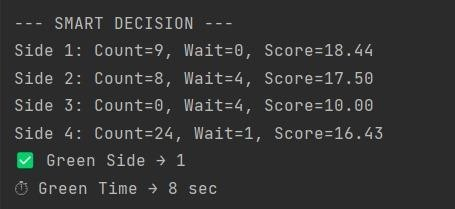 --- SMART DECISION ---
Side 1: Count=9, Wait=0, Score=18.44
Side 2: Count=8, Wait=4, Score=17.50
Side 3: Count=0, Wait=4, Score=10.00
Side 4: Count=24, Wait=1, Score=16.43
✅ Green Side → 1
⏱ Green Time → 8 sec